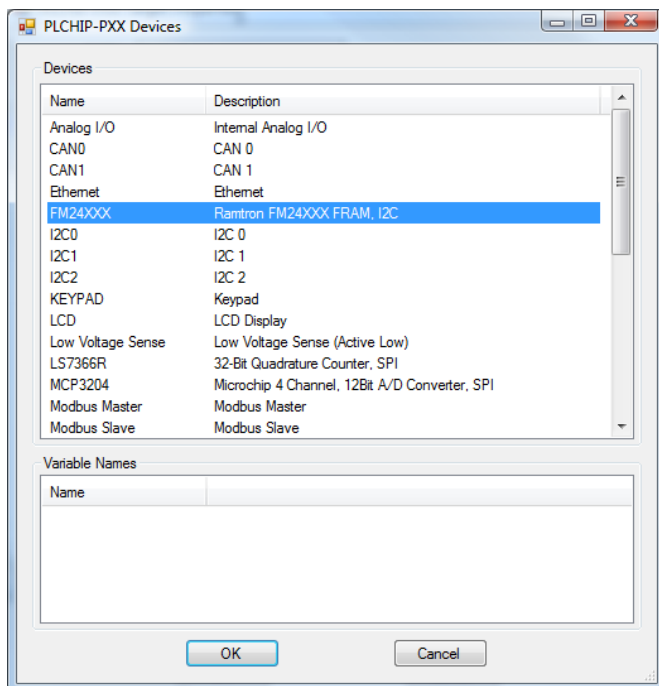 PLCHIP-PXX Devices
Devices
Name Description
Analog I/O Internal Analog I/O
CAN0 CAN 0
CAN1 CAN 1
Ethernet Ethernet
FM24XXX Ramtron FM24XXX FRAM, I2C
I2C0 I2C 0
I2C1 I2C 1
I2C2 I2C 2
KEYPAD Keypad
LCD LCD Display
Low Voltage Sense Low Voltage Sense (Active Low)
LS7366R 32-Bit Quadrature Counter, SPI
MCP3204 Microchip 4 Channel, 12Bit A/D Converter, SPI
Modbus Master Modbus Master
Modbus Slave Modbus Slave
Variable Names
Name
OK Cancel